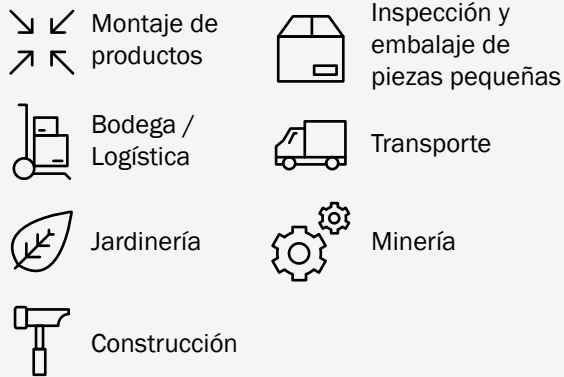 Montaje de
productos
Inspección y
embalaje de
piezas pequeñas
Bodega /
Logística
Transporte
Jardinería
Minería
Construcción